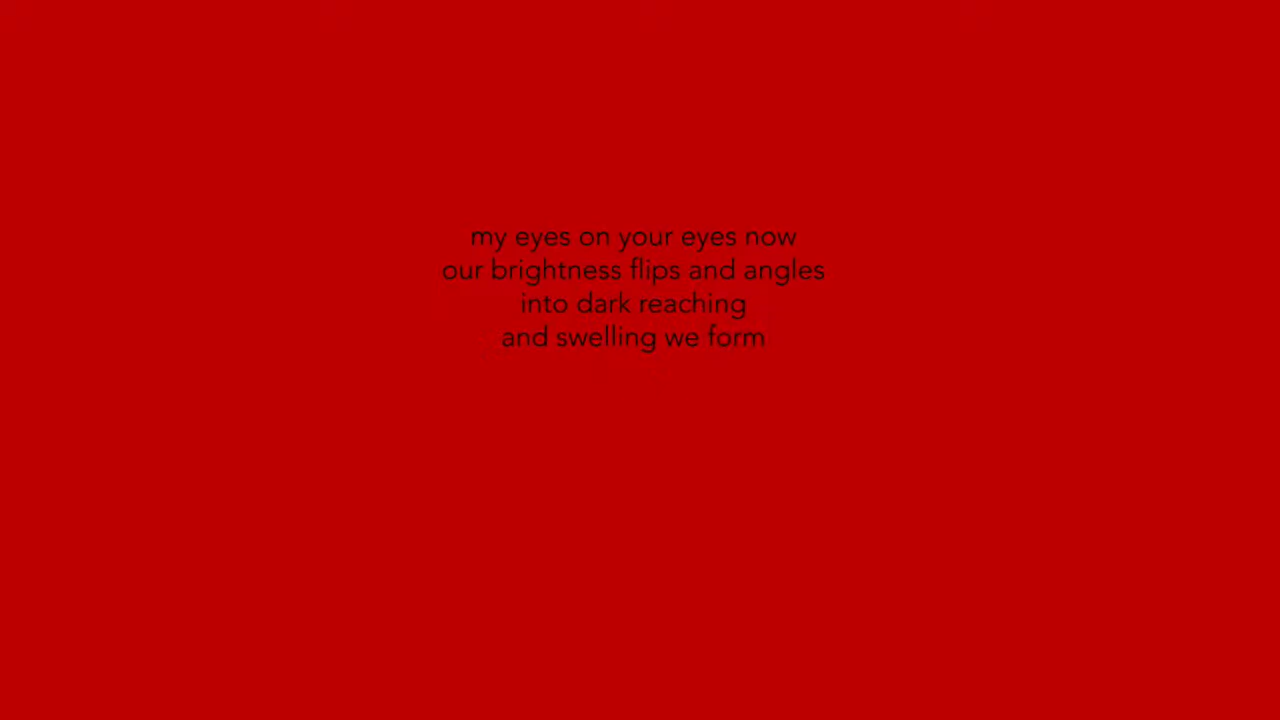 my eyes on your eyes now
our brightness flips and angles
into dark reaching
and swelling we form